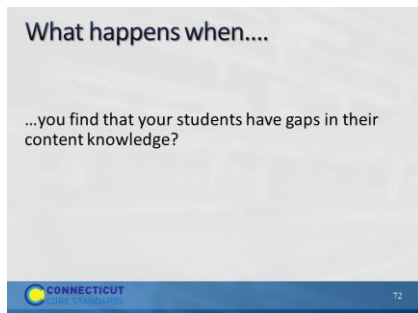 What happens when....
...you find that your students have gaps in their
content knowledge?
CONNECTICUT
CORE STANDARDS
72